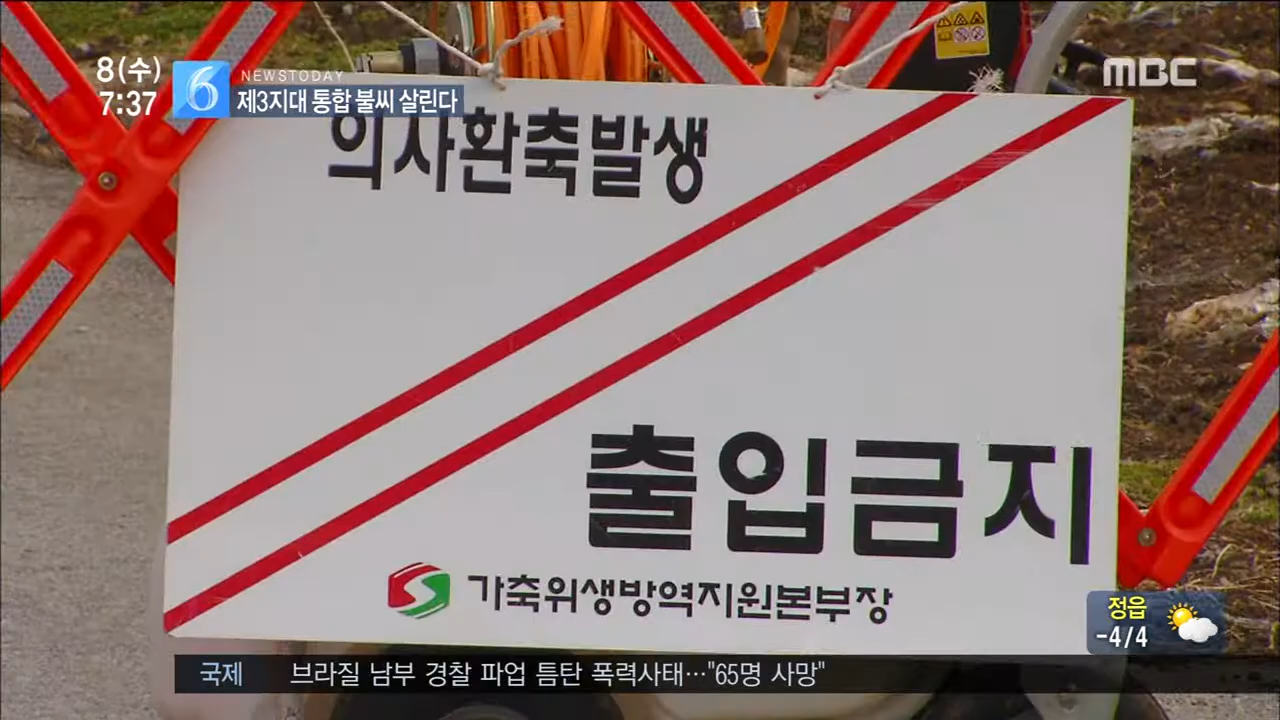 8(수)
7:37
6
NEWSTODAY
제3지대 통합 불씨 살린다
MBC
의사환축발생
출입금지
가축위생방역지원본부장
정읍
-4/4
국제 브라질 남부 경찰 파업 틈탄 폭력사태…"65명 사망"